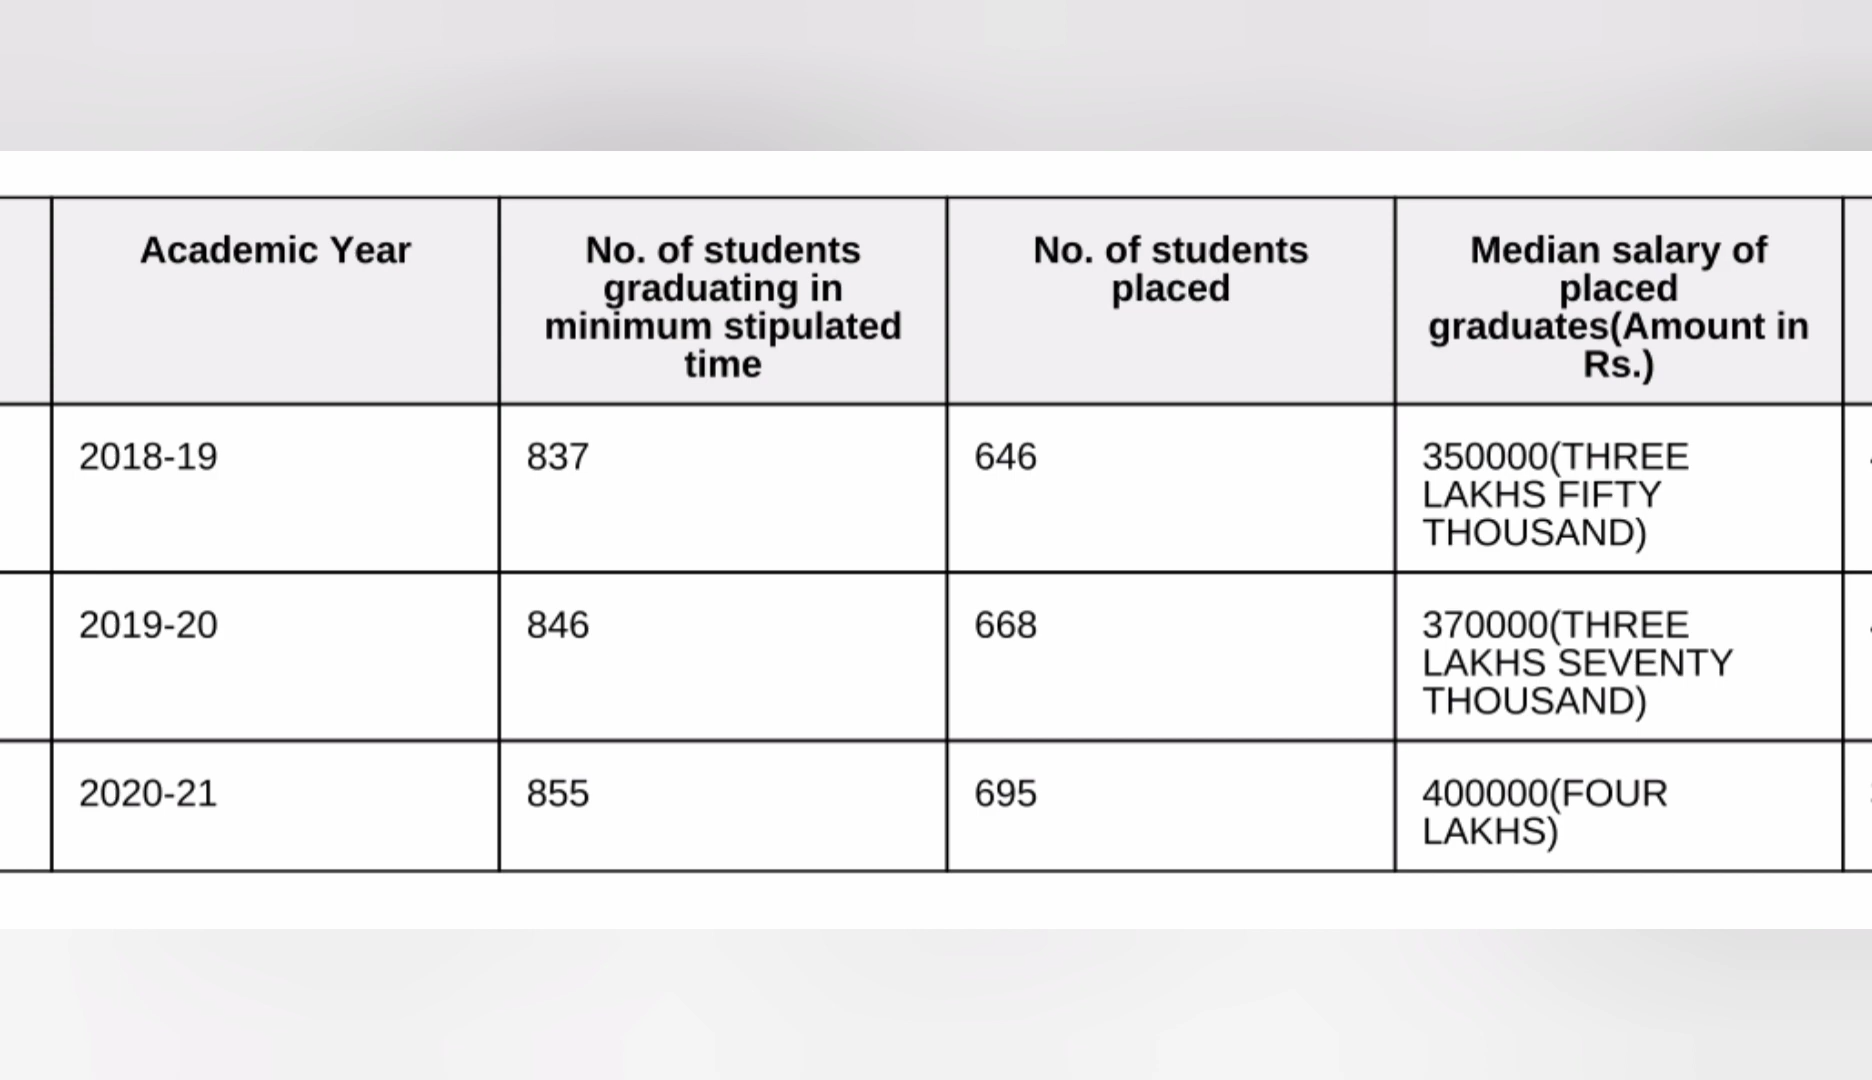 Academic Year
No. of students
graduating in
minimum stipulated
time
No. of students
placed
Median salary of
placed
graduates(Amount in
Rs.)
2018-19
837
646
350000(THREE
LAKHS FIFTY
THOUSAND)
2019-20
846
668
370000(THREE
LAKHS SEVENTY
THOUSAND)
2020-21
855
695
400000(FOUR
LAKHS)